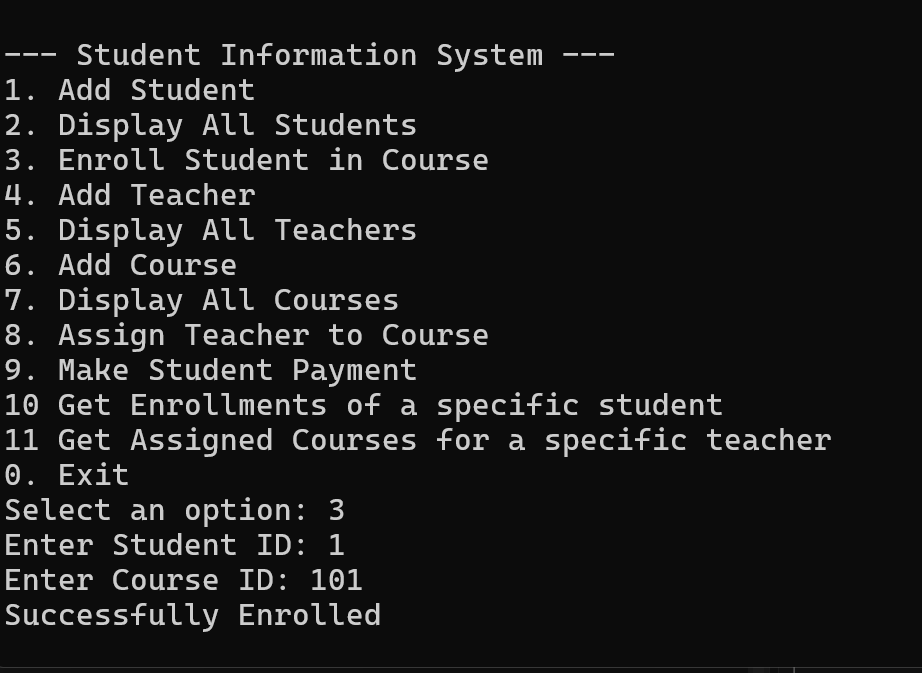 --- Student Information System ---
1. Add Student
2. Display All Students
3. Enroll Student in Course
4. Add Teacher
5. Display All Teachers
6. Add Course
7. Display All Courses
8. Assign Teacher to Course
9. Make Student Payment
10 Get Enrollments of a specific student
11 Get Assigned Courses for a specific teacher
0. Exit
Select an option: 3
Enter Student ID: 1
Enter Course ID: 101
Successfully Enrolled